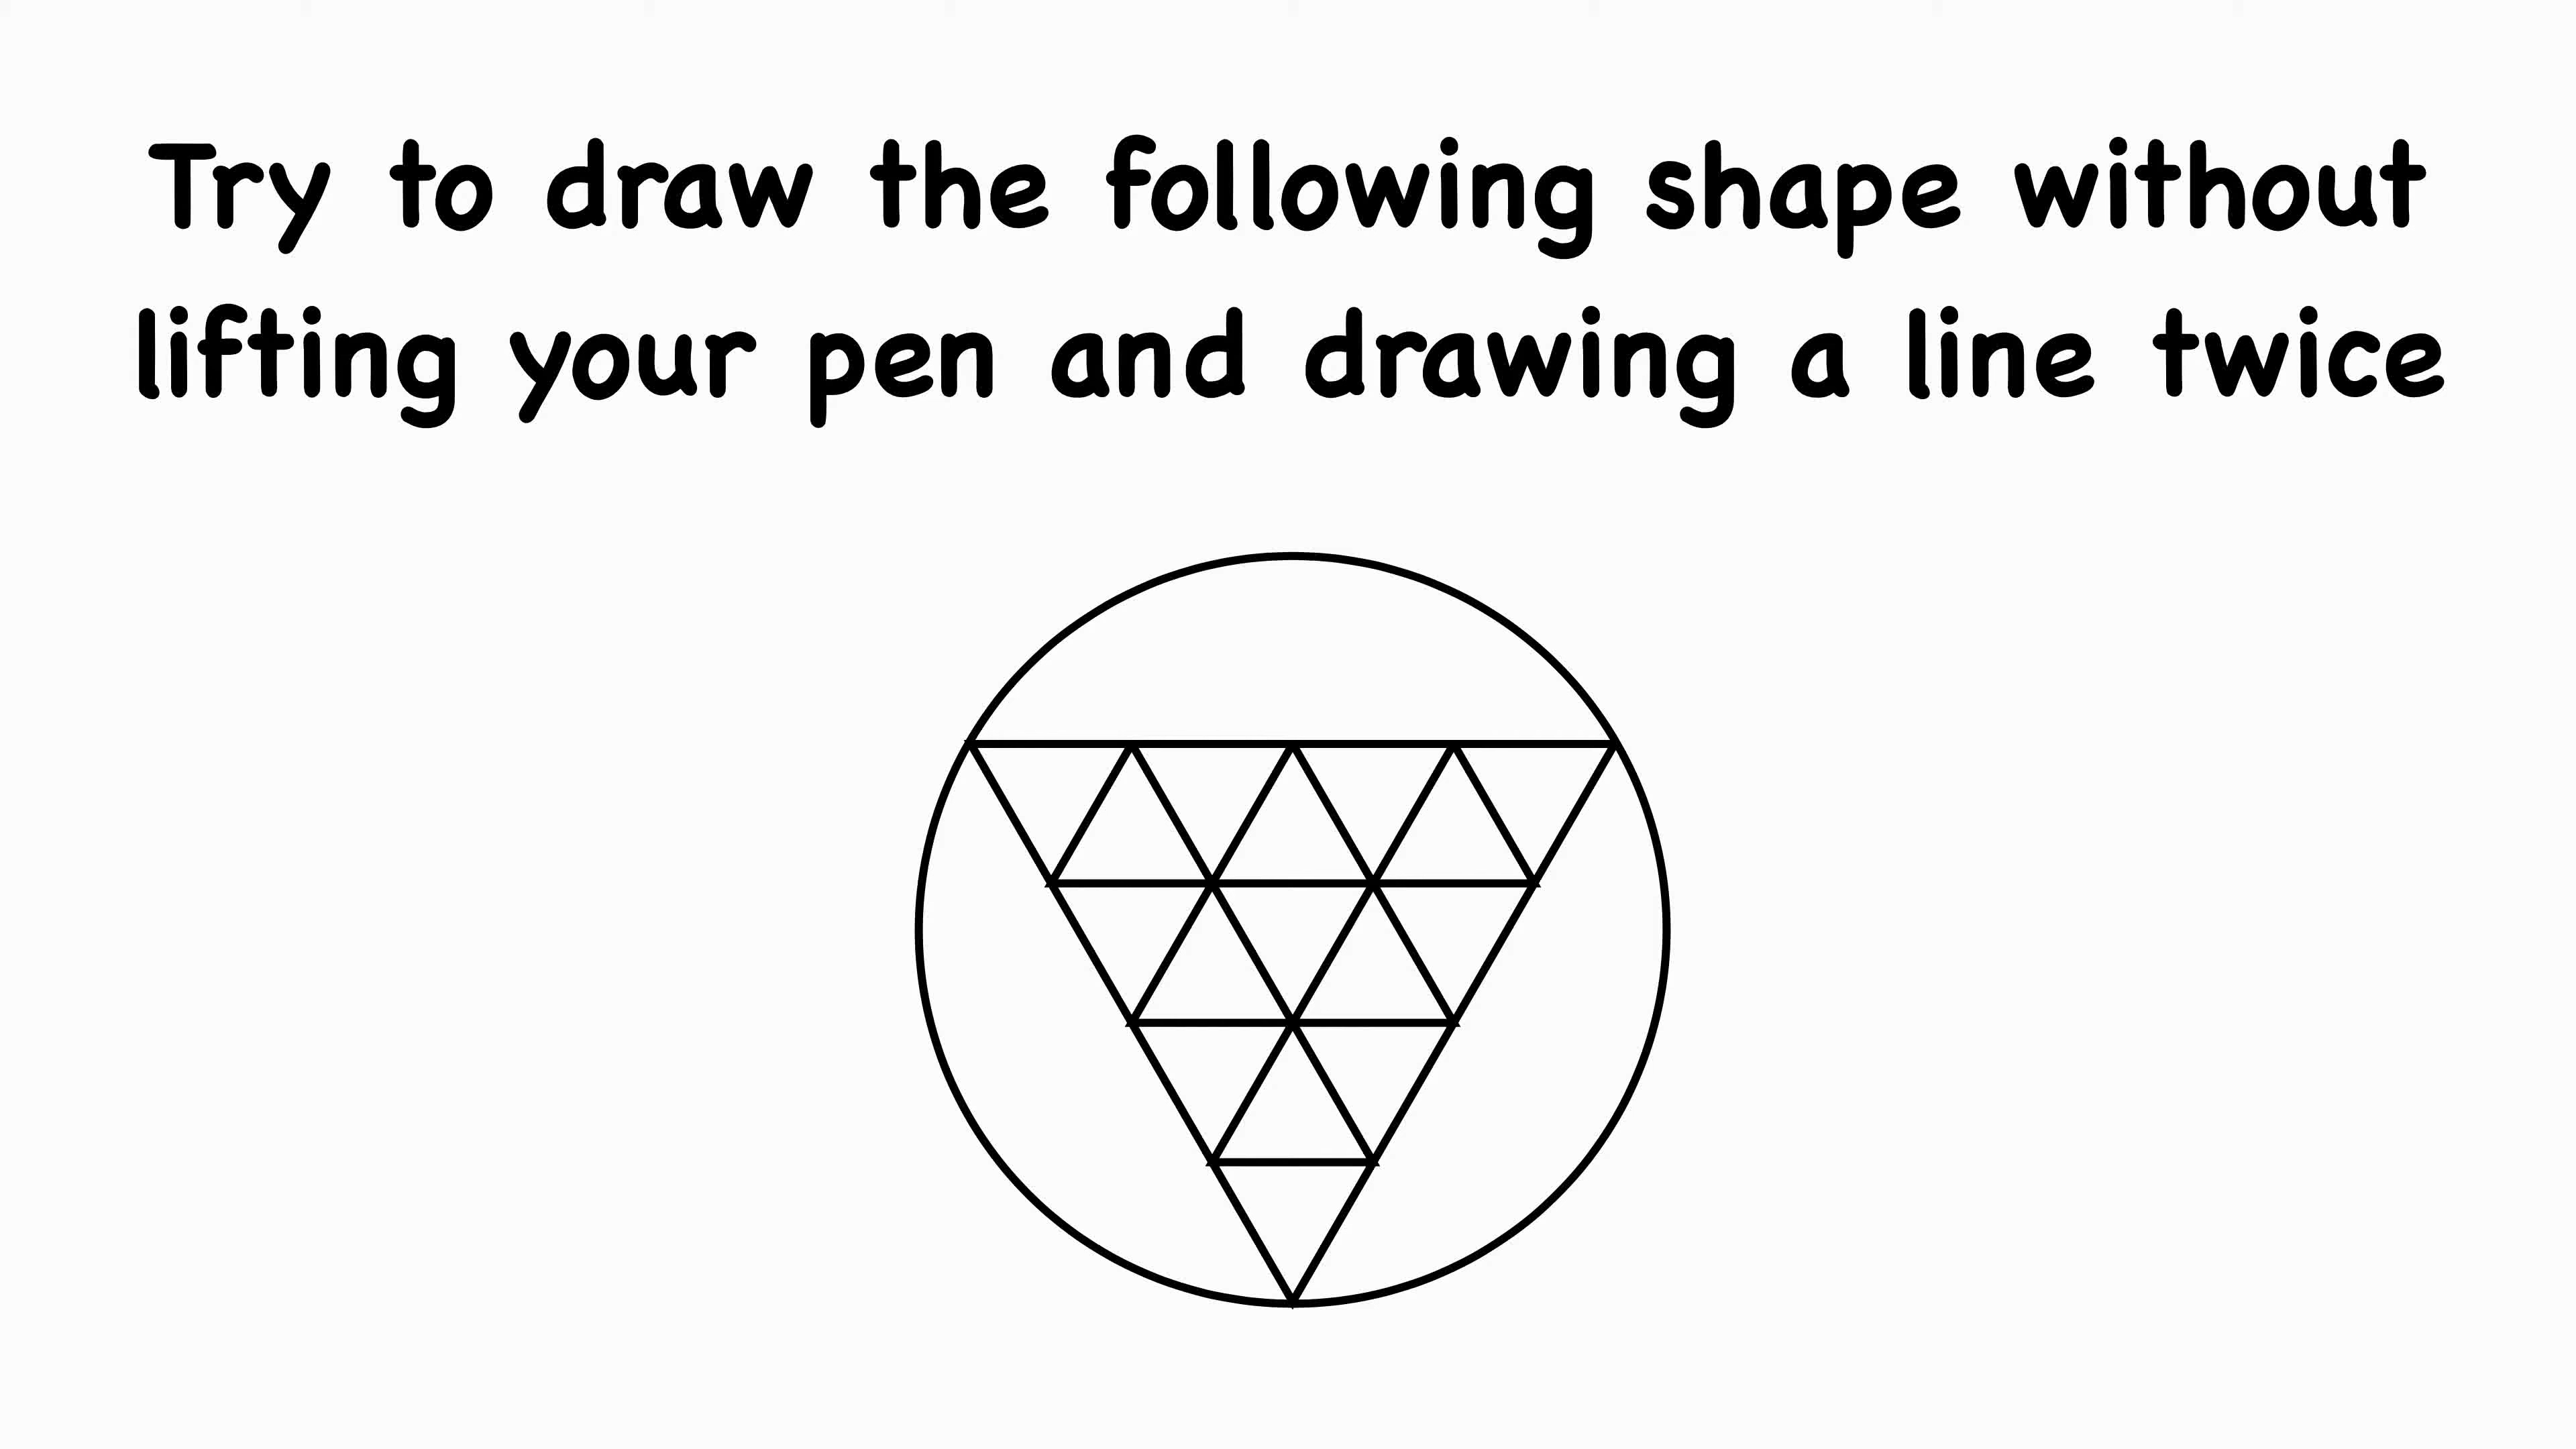 Try to draw the following shape without
lifting your pen and drawing a line twice